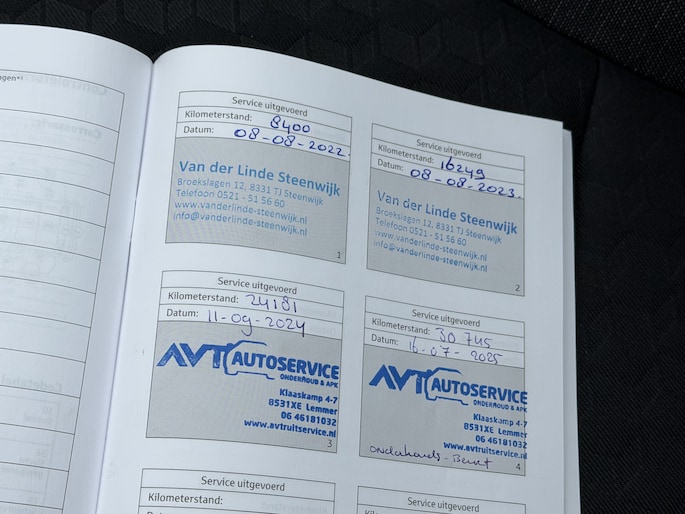 Service uitgevoerd
Kilometerstand: 8400
Datum: 08-08-2022.
Van der Linde Steenwijk
Broekslagen 12, 8331 TJ Steenwijk
Telefoon 0521 - 51 56 60
www.vanderlinde-steenwijk.nl
info@vanderlinde-steenwijk.nl
1
Service uitgevoerd
Kilometerstand: 16249
Datum: 08-08-2023.
Van der Linde Steenwijk
Broekslagen 12, 8331 TJ Steenwijk
Telefoon 0521 - 51 56 60
www.vanderlinde-steenwijk.nl
info@vanderlinde-steenwijk.nl
2
Service uitgevoerd
Kilometerstand: 24181
Datum: 11-09-2024
AVT AUTOSERVICE
ONDERHOUD & APK
Klaaskamp 4-7
8531XE Lemmer
06 46181032
www.avtruitservice.nl
3
Service uitgevoerd
Kilometerstand: 30745
Datum: 16-07-2025
AVT AUTOSERVICE
ONDERHOUD & APK
Klaaskamp 4-7
8531XE Lemmer
06 46181032
www.avtruitservice.nl
4
Service uitgevoerd
Kilometerstand:
Service uitgevoerd